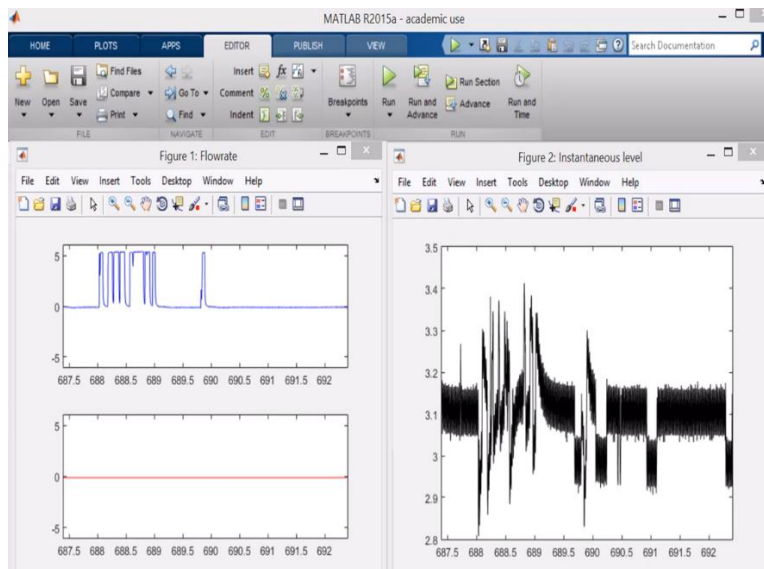 MATLAB R2015a - academic use
HOME PLOTS APPS EDITOR PUBLISH VIEW Search Documentation
New Open Save Find Files Compare Print Go To Find Insert fx Comment % Indent Breakpoints Run Run and Advance Run Section Advance Run and Time
FILE NAVIGATE EDIT BREAKPOINTS RUN
Figure 1: Flowrate
File Edit View Insert Tools Desktop Window Help
5
0
-5
687.5 688 688.5 689 689.5 690 690.5 691 691.5 692
5
0
-5
687.5 688 688.5 689 689.5 690 690.5 691 691.5 692
Figure 2: Instantaneous level
File Edit View Insert Tools Desktop Window Help
3.5
3.4
3.3
3.2
3.1
3
2.9
2.8
687.5 688 688.5 689 689.5 690 690.5 691 691.5 692